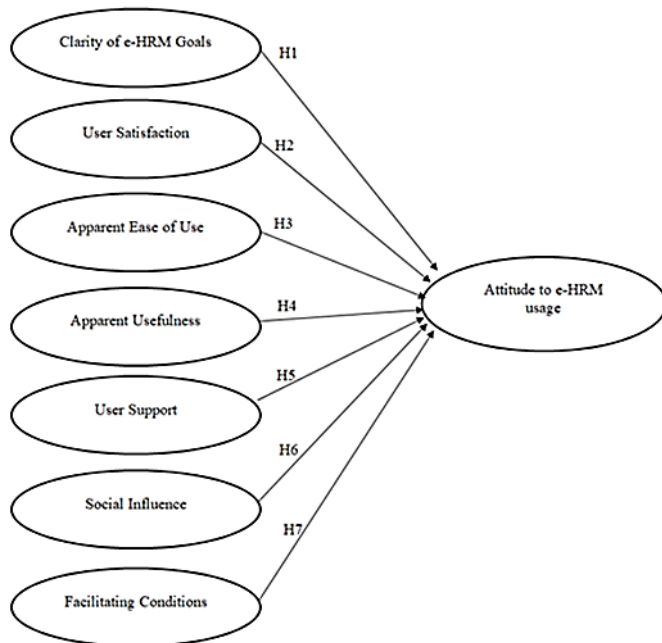 Clarity of e-HRM Goals
H1
User Satisfaction
H2
Apparent Ease of Use
H3
Apparent Usefulness
H4
User Support
H5
Social Influence
H6
Facilitating Conditions
H7
Attitude to e-HRM
usage